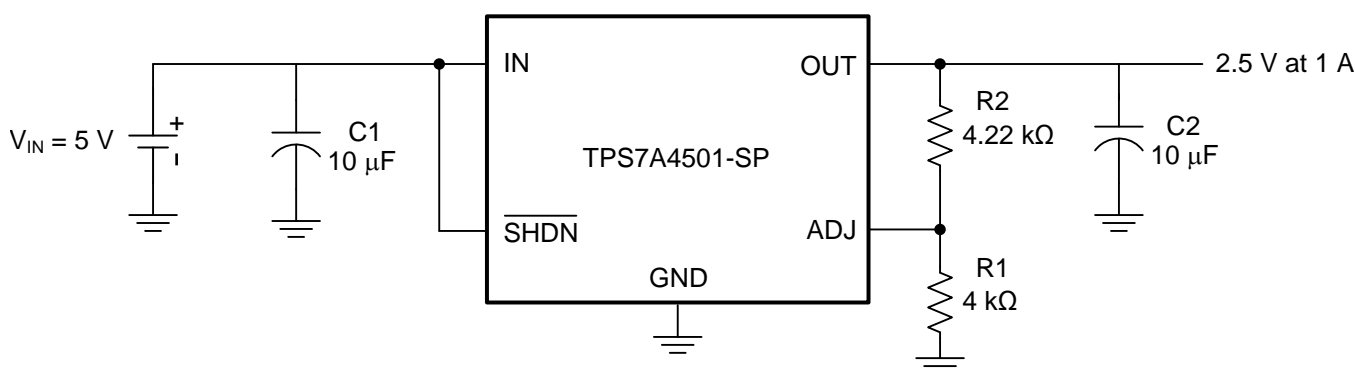 IN
OUT
2.5 V at 1 A
R2
4.22 kΩ
C1
10 μF
C2
10 μF
V_IN = 5 V
+
-
TPS7A4501-SP
SHDN
ADJ
GND
R1
4 kΩ